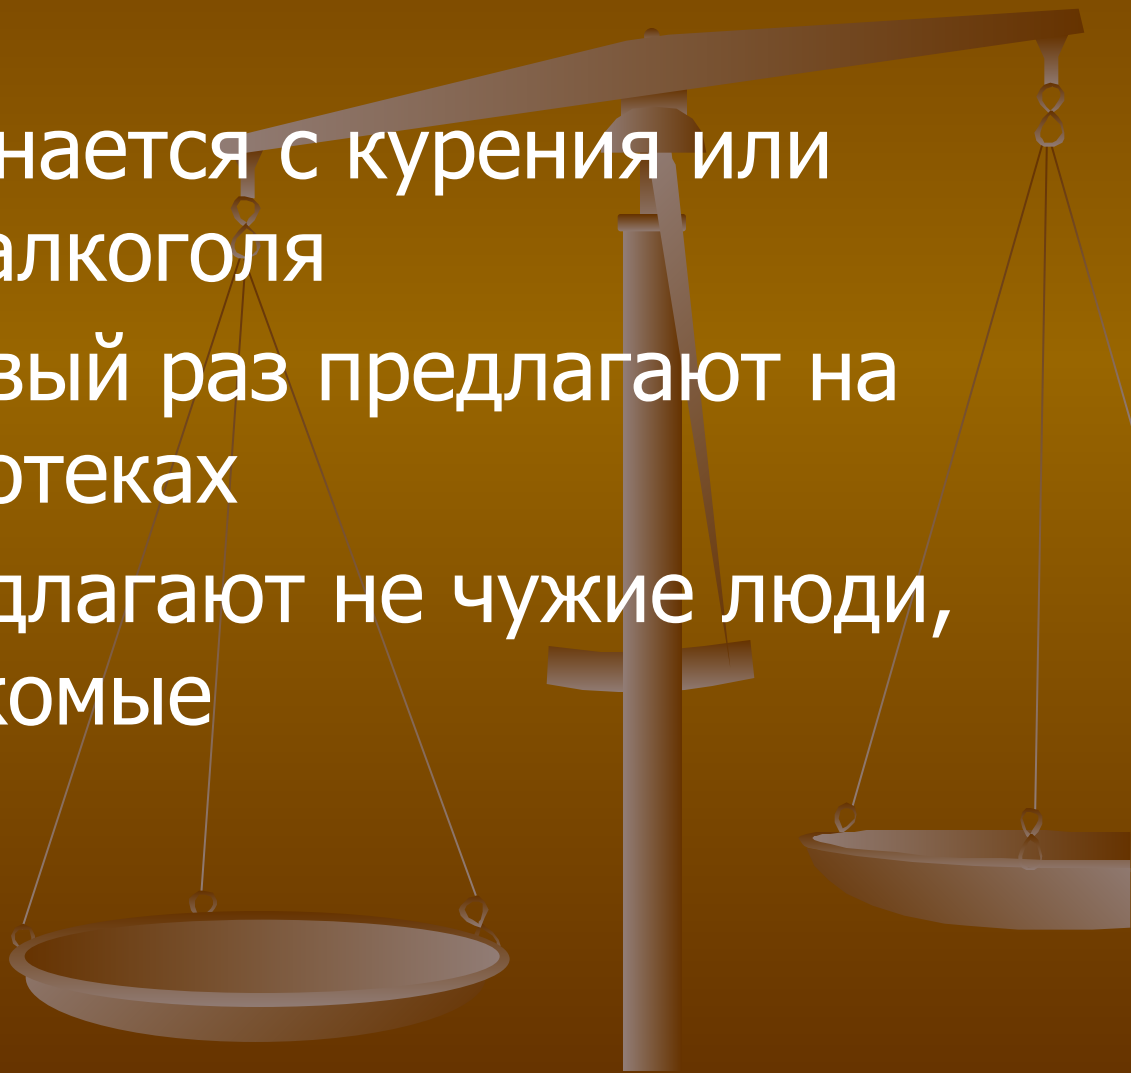 нается с курения или
алкоголя
вый раз предлагают на
отеках
длагают не чужие люди,
комые